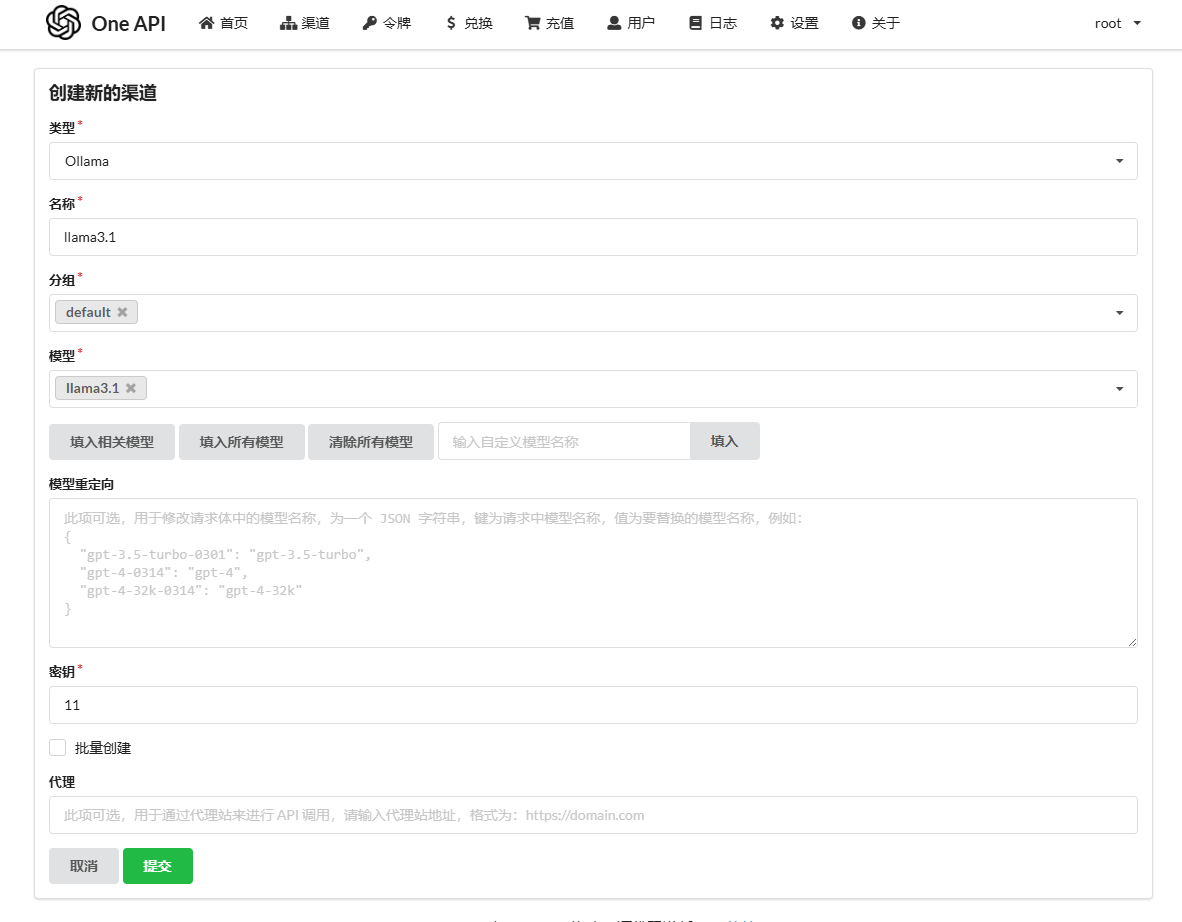 One API 首页 渠道 令牌 兑换 充值 用户 日志 设置 关于 root
创建新的渠道
类型*
Ollama
名称*
llama3.1
分组*
default
模型*
llama3.1
填入相关模型 填入所有模型 清除所有模型 输入自定义模型名称 填入
模型重定向
此项可选，用于修改请求体中的模型名称，为一个 JSON 字符串，键为请求中模型名称，值为要替换的模型名称，例如：
{
"gpt-3.5-turbo-0301": "gpt-3.5-turbo",
"gpt-4-0314": "gpt-4",
"gpt-4-32k-0314": "gpt-4-32k"
}
密钥*
11
批量创建
代理
此项可选，用于通过代理站来进行 API 调用，请输入代理站地址，格式为：https://domain.com
取消 提交